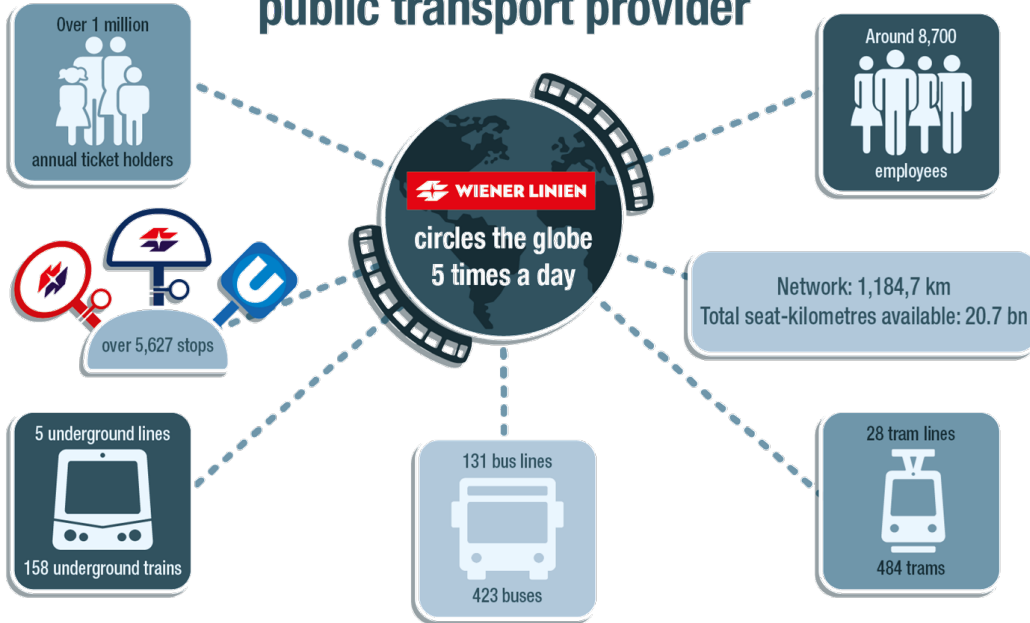 public transport provider
Over 1 million
annual ticket holders
Around 8,700
employees
WIENER LINIEN
circles the globe
5 times a day
U
over 5,627 stops
Network: 1,184,7 km
Total seat-kilometres available: 20.7 bn
5 underground lines
158 underground trains
131 bus lines
423 buses
28 tram lines
484 trams